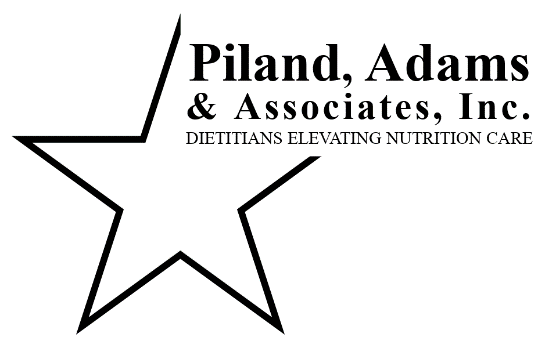 Piland, Adams
& Associates, Inc.
DIETITIANS ELEVATING NUTRITION CARE